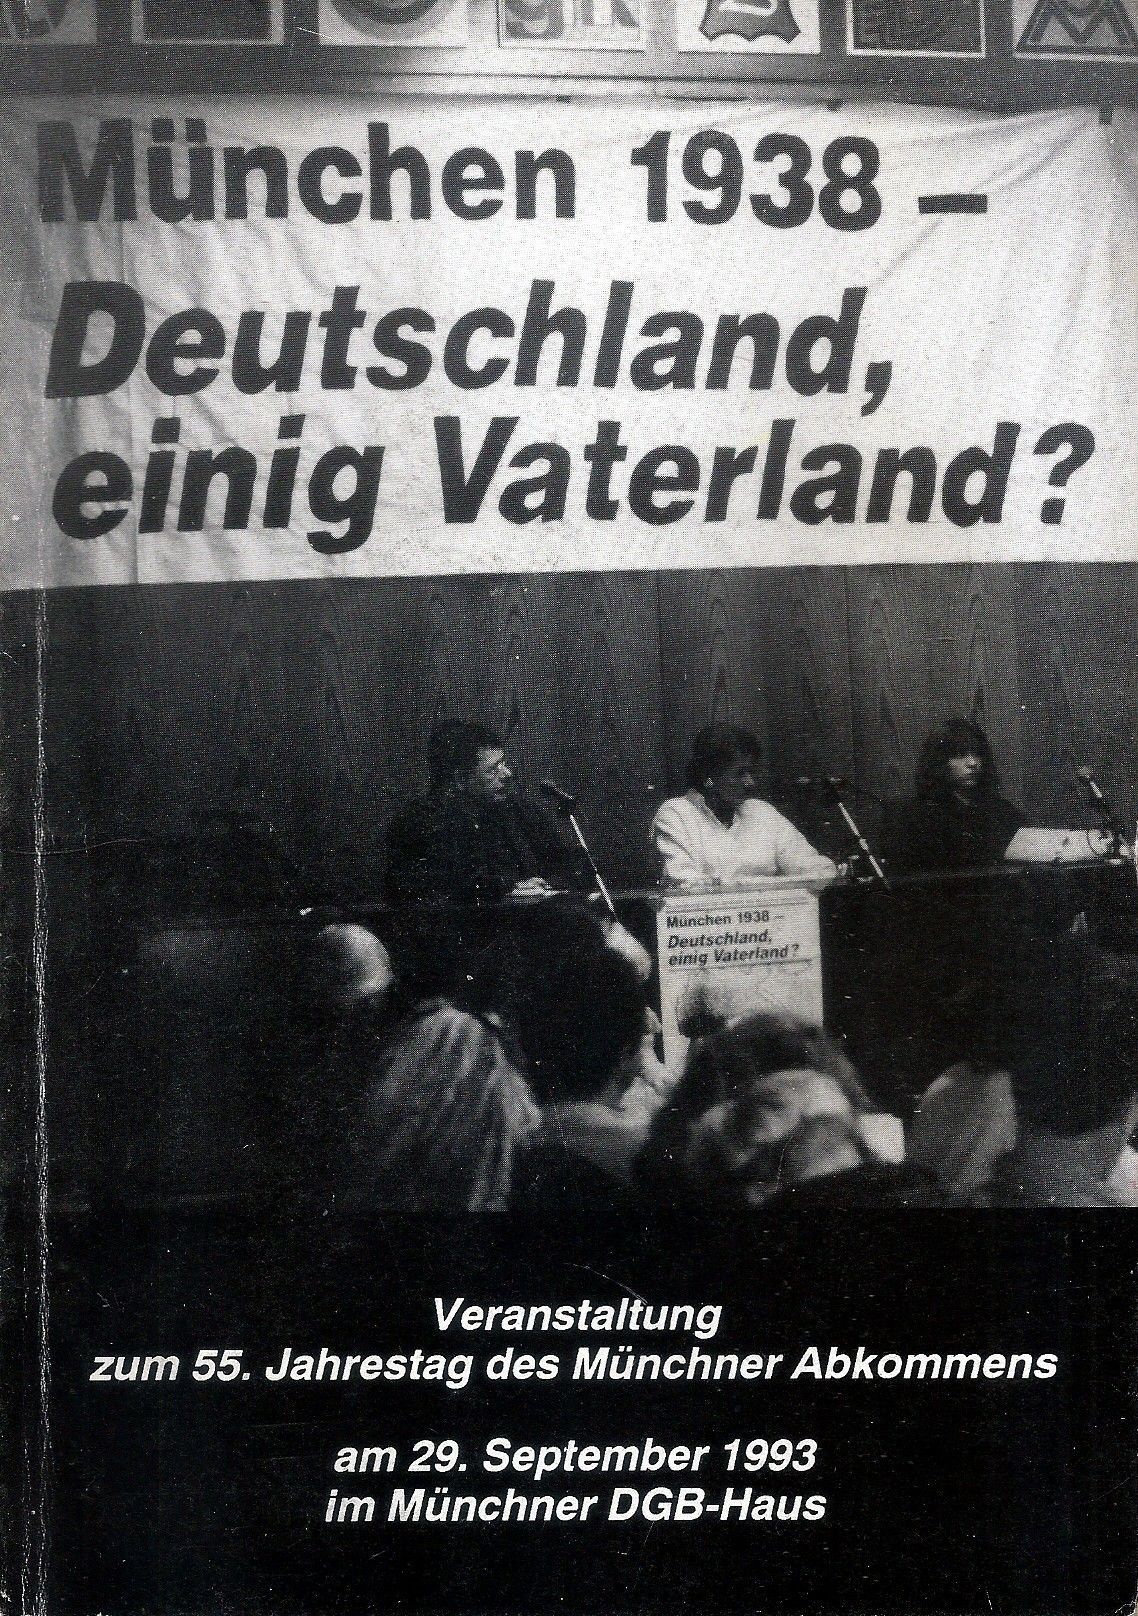 München 1938 –
Deutschland,
einig Vaterland?
München 1938 –
Deutschland,
einig Vaterland?
Veranstaltung
zum 55. Jahrestag des Münchner Abkommens
am 29. September 1993
im Münchner DGB-Haus